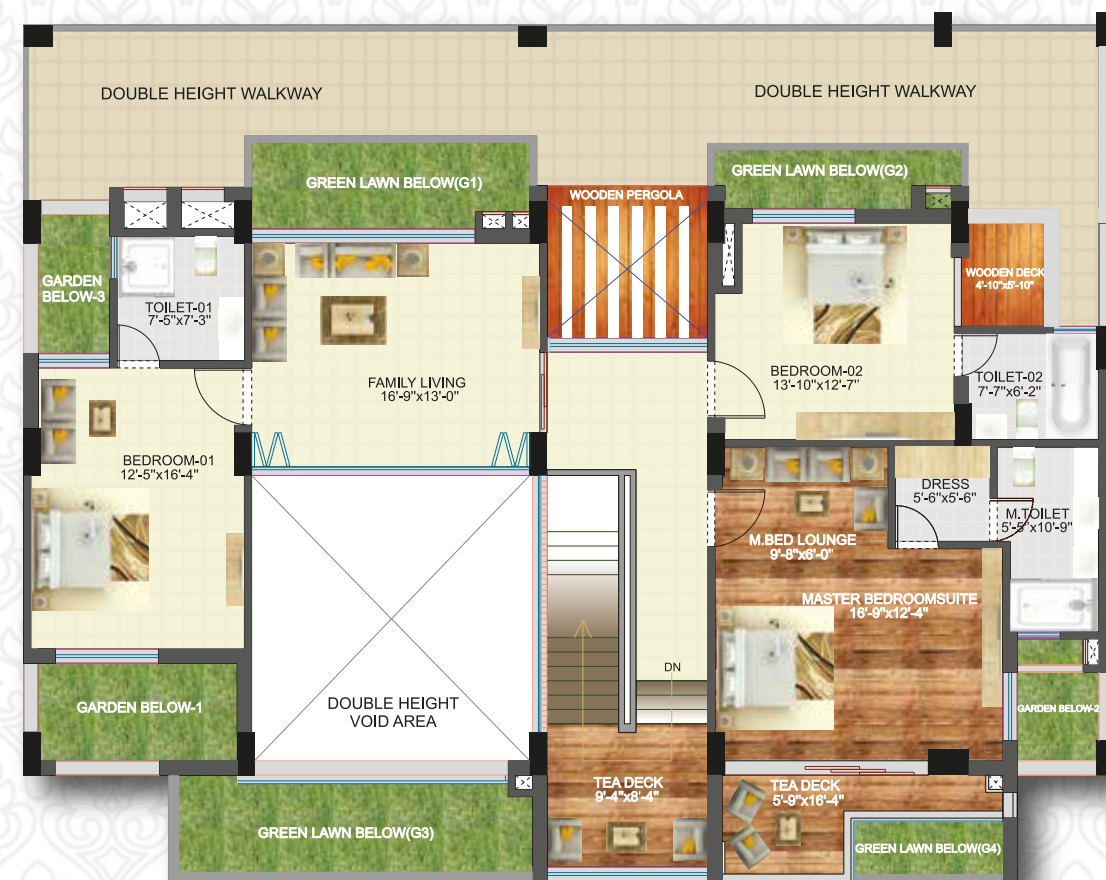 DOUBLE HEIGHT WALKWAY
DOUBLE HEIGHT WALKWAY
GREEN LAWN BELOW(G1)
GREEN LAWN BELOW(G2)
WOODEN PERGOLA
GARDEN
BELOW-3
TOILET-01
7'-5"x7'-3"
WOODEN DECK
4'-10"x5'-10"
FAMILY LIVING
16'-9"x13'-0"
BEDROOM-02
13'-10"x12'-7"
TOILET-02
7'-7"x6'-2"
BEDROOM-01
12'-5"x16'-4"
DRESS
5'-6"x5'-6"
M.TOILET
5'-5"x10'-9"
M.BED LOUNGE
9'-8"x6'-0"
MASTER BEDROOMSUITE
16'-9"x12'-4"
DN
GARDEN BELOW-1
DOUBLE HEIGHT
VOID AREA
GARDEN BELOW-2
TEA DECK
9'-4"x8'-4"
TEA DECK
5'-9"x16'-4"
GREEN LAWN BELOW(G3)
GREEN LAWN BELOW(G4)